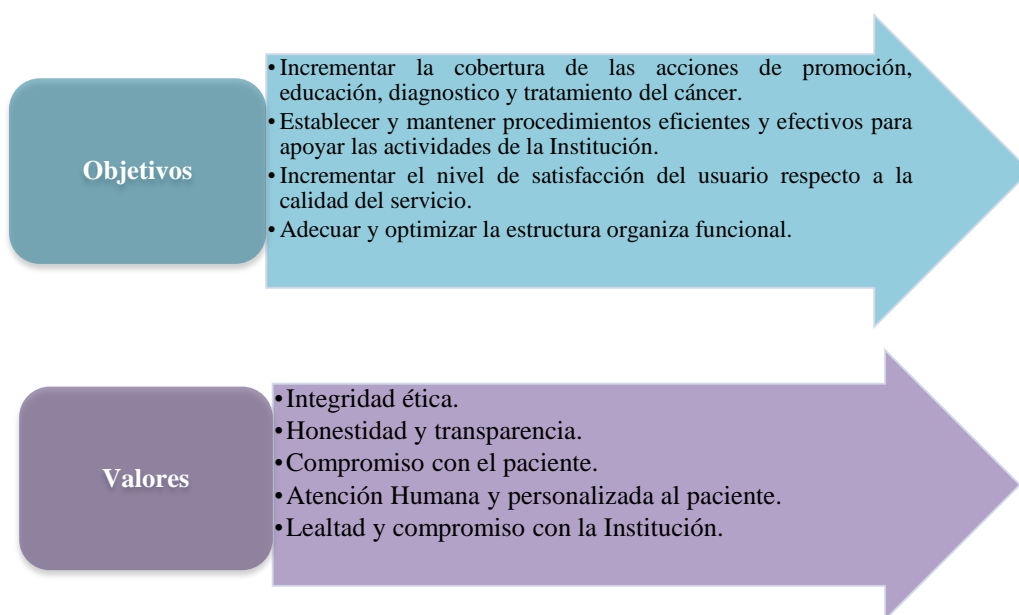 Objetivos
• Incrementar la cobertura de las acciones de promoción,
educación, diagnostico y tratamiento del cáncer.
• Establecer y mantener procedimientos eficientes y efectivos para
apoyar las actividades de la Institución.
• Incrementar el nivel de satisfacción del usuario respecto a la
calidad del servicio.
• Adecuar y optimizar la estructura organiza funcional.
Valores
• Integridad ética.
• Honestidad y transparencia.
• Compromiso con el paciente.
• Atención Humana y personalizada al paciente.
• Lealtad y compromiso con la Institución.